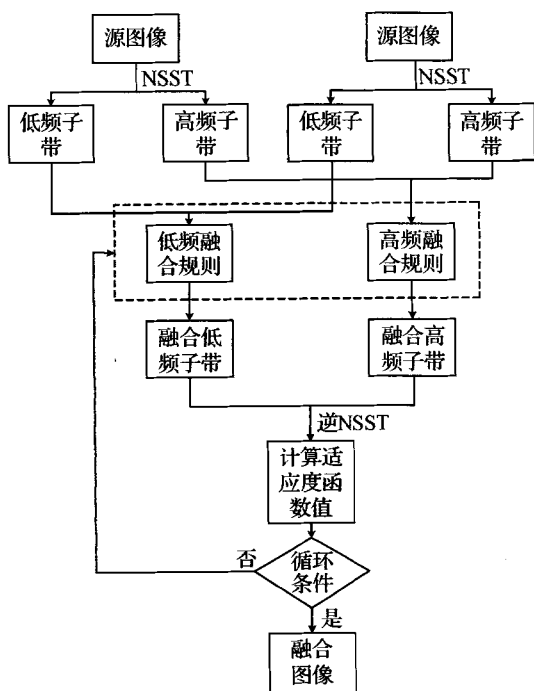 源图像
源图像
NSST
NSST
低频子
带
高频子
带
低频子
带
高频子
带
低频融
合规则
高频融
合规则
融合低
频子带
融合高
频子带
逆NSST
计算适
应度函
数值
否
循环
条件
是
融合
图像